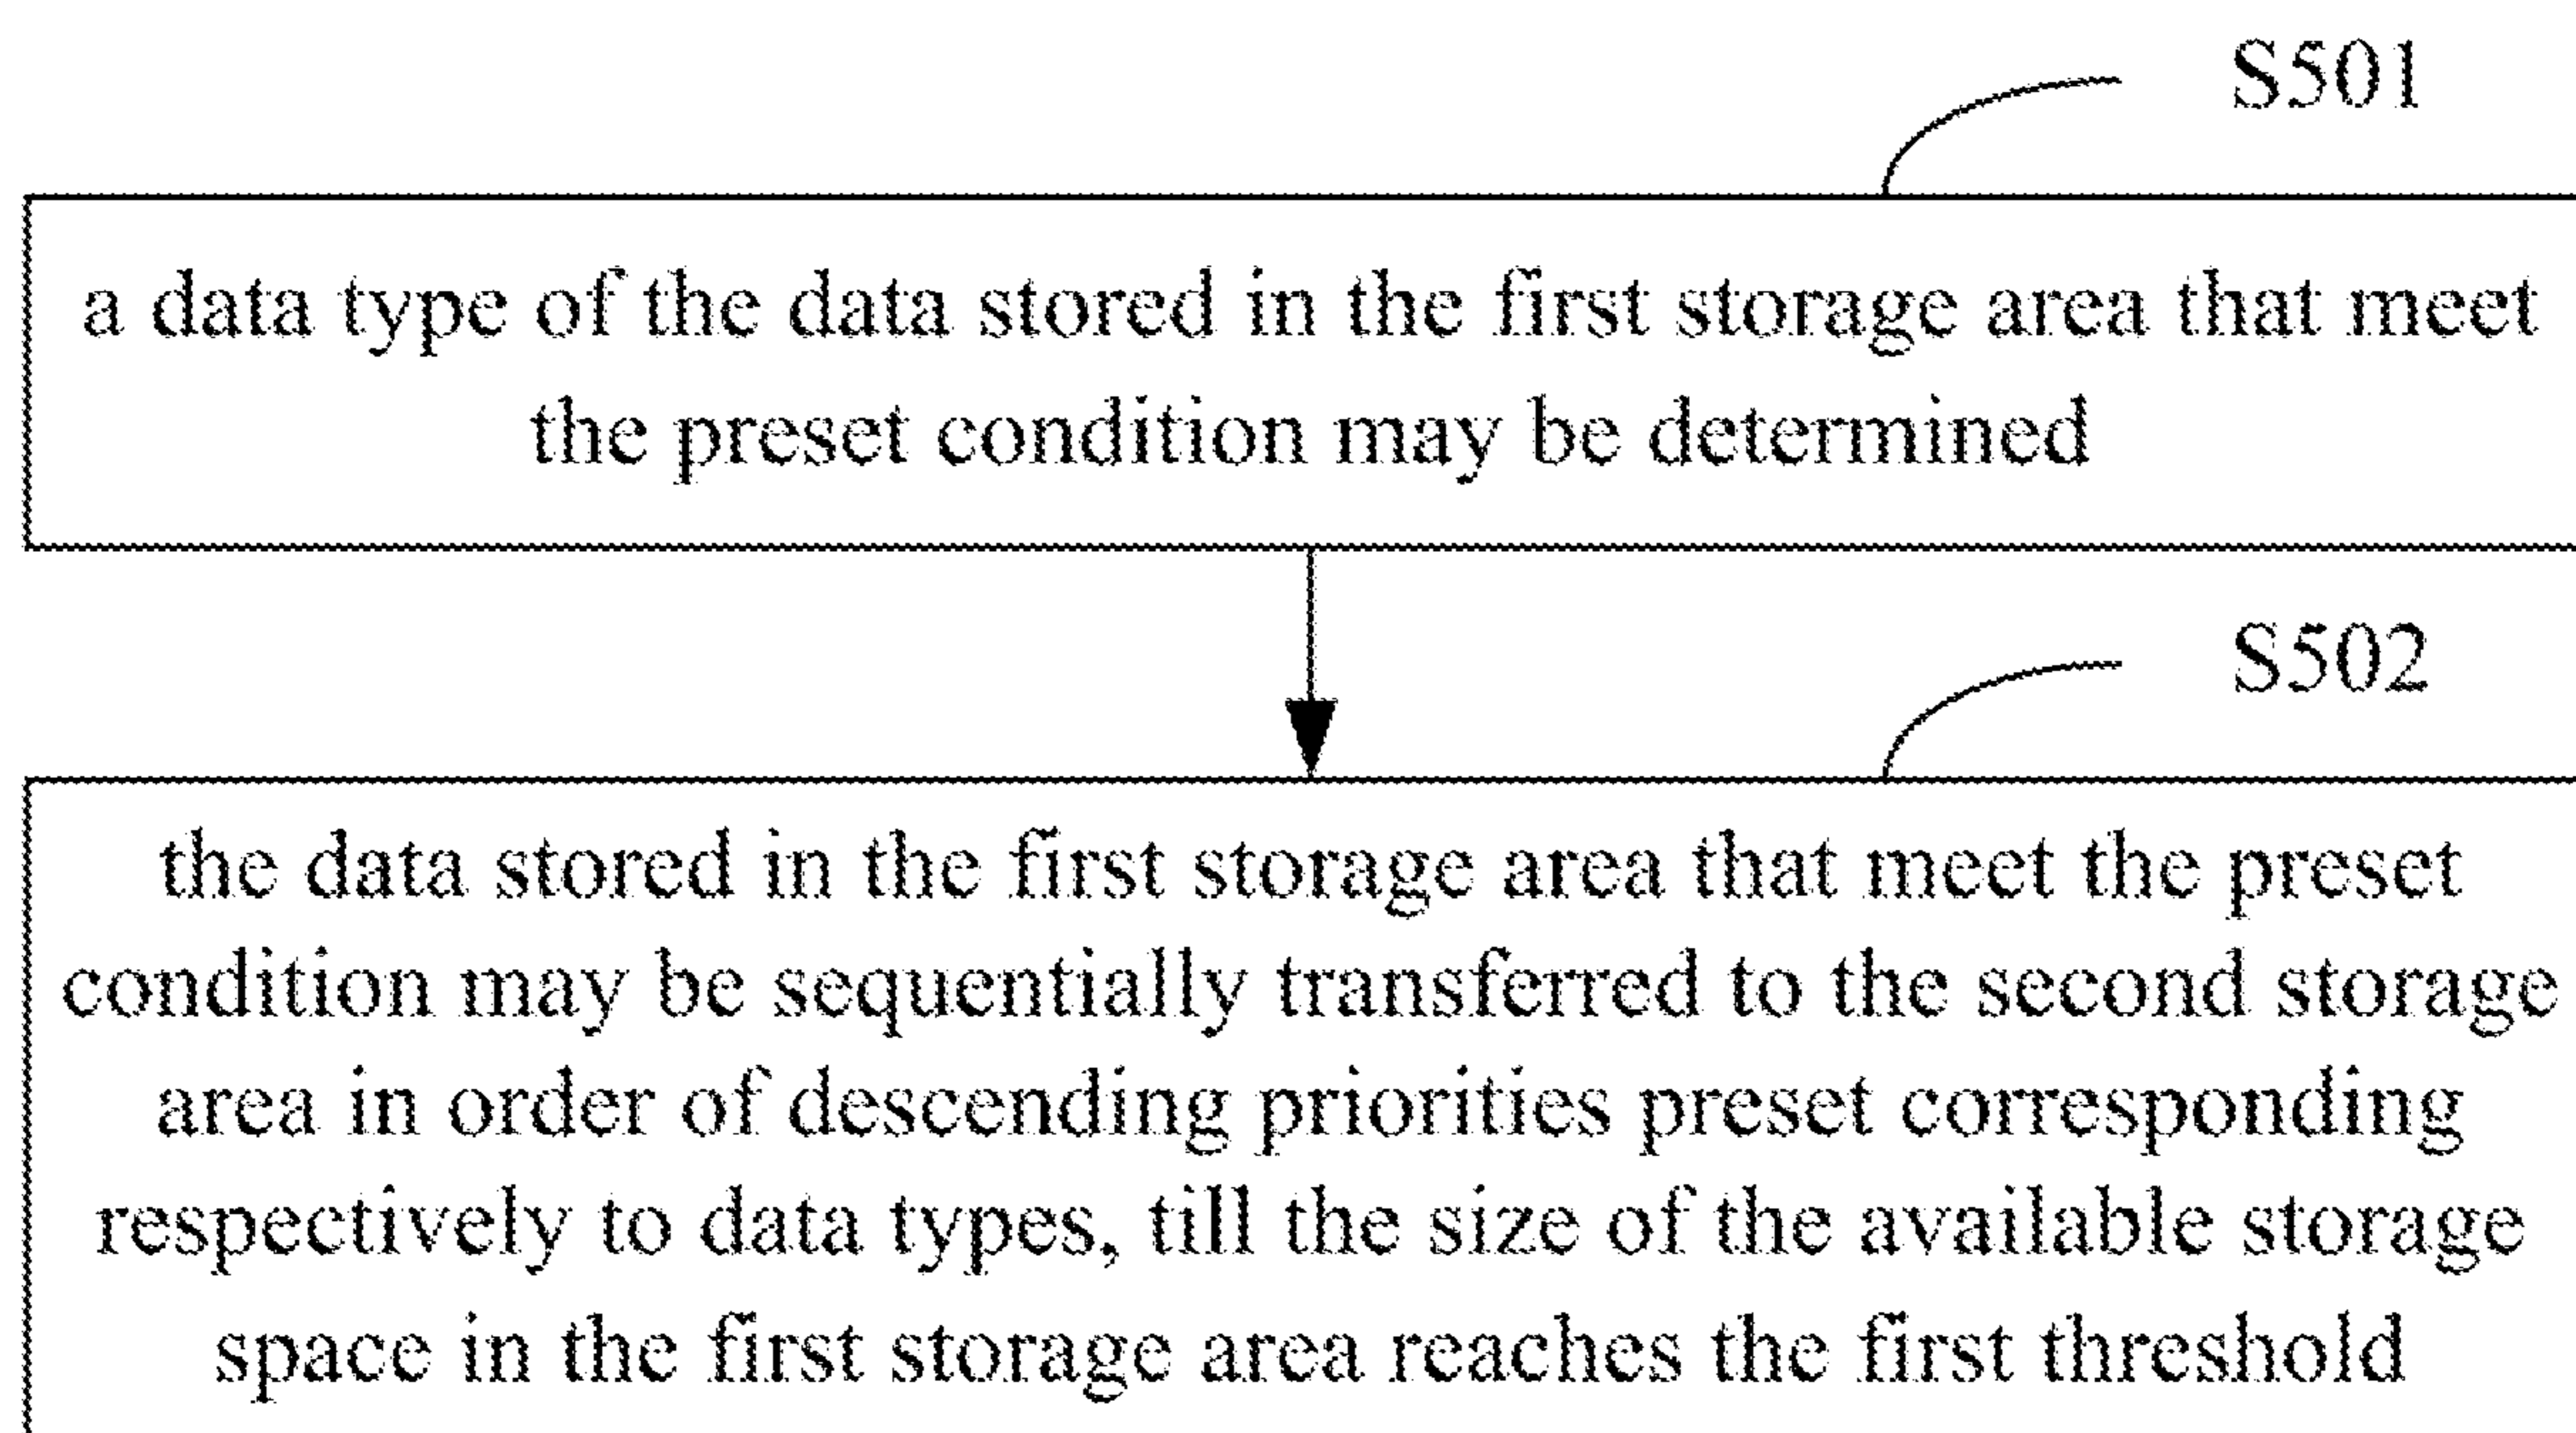 S501
a data type of the data stored in the first storage area that meet
the preset condition may be determined
S502
the data stored in the first storage area that meet the preset
condition may be sequentially transferred to the second storage
area in order of descending priorities preset corresponding
respectively to data types, till the size of the available storage
space in the first storage area reaches the first threshold